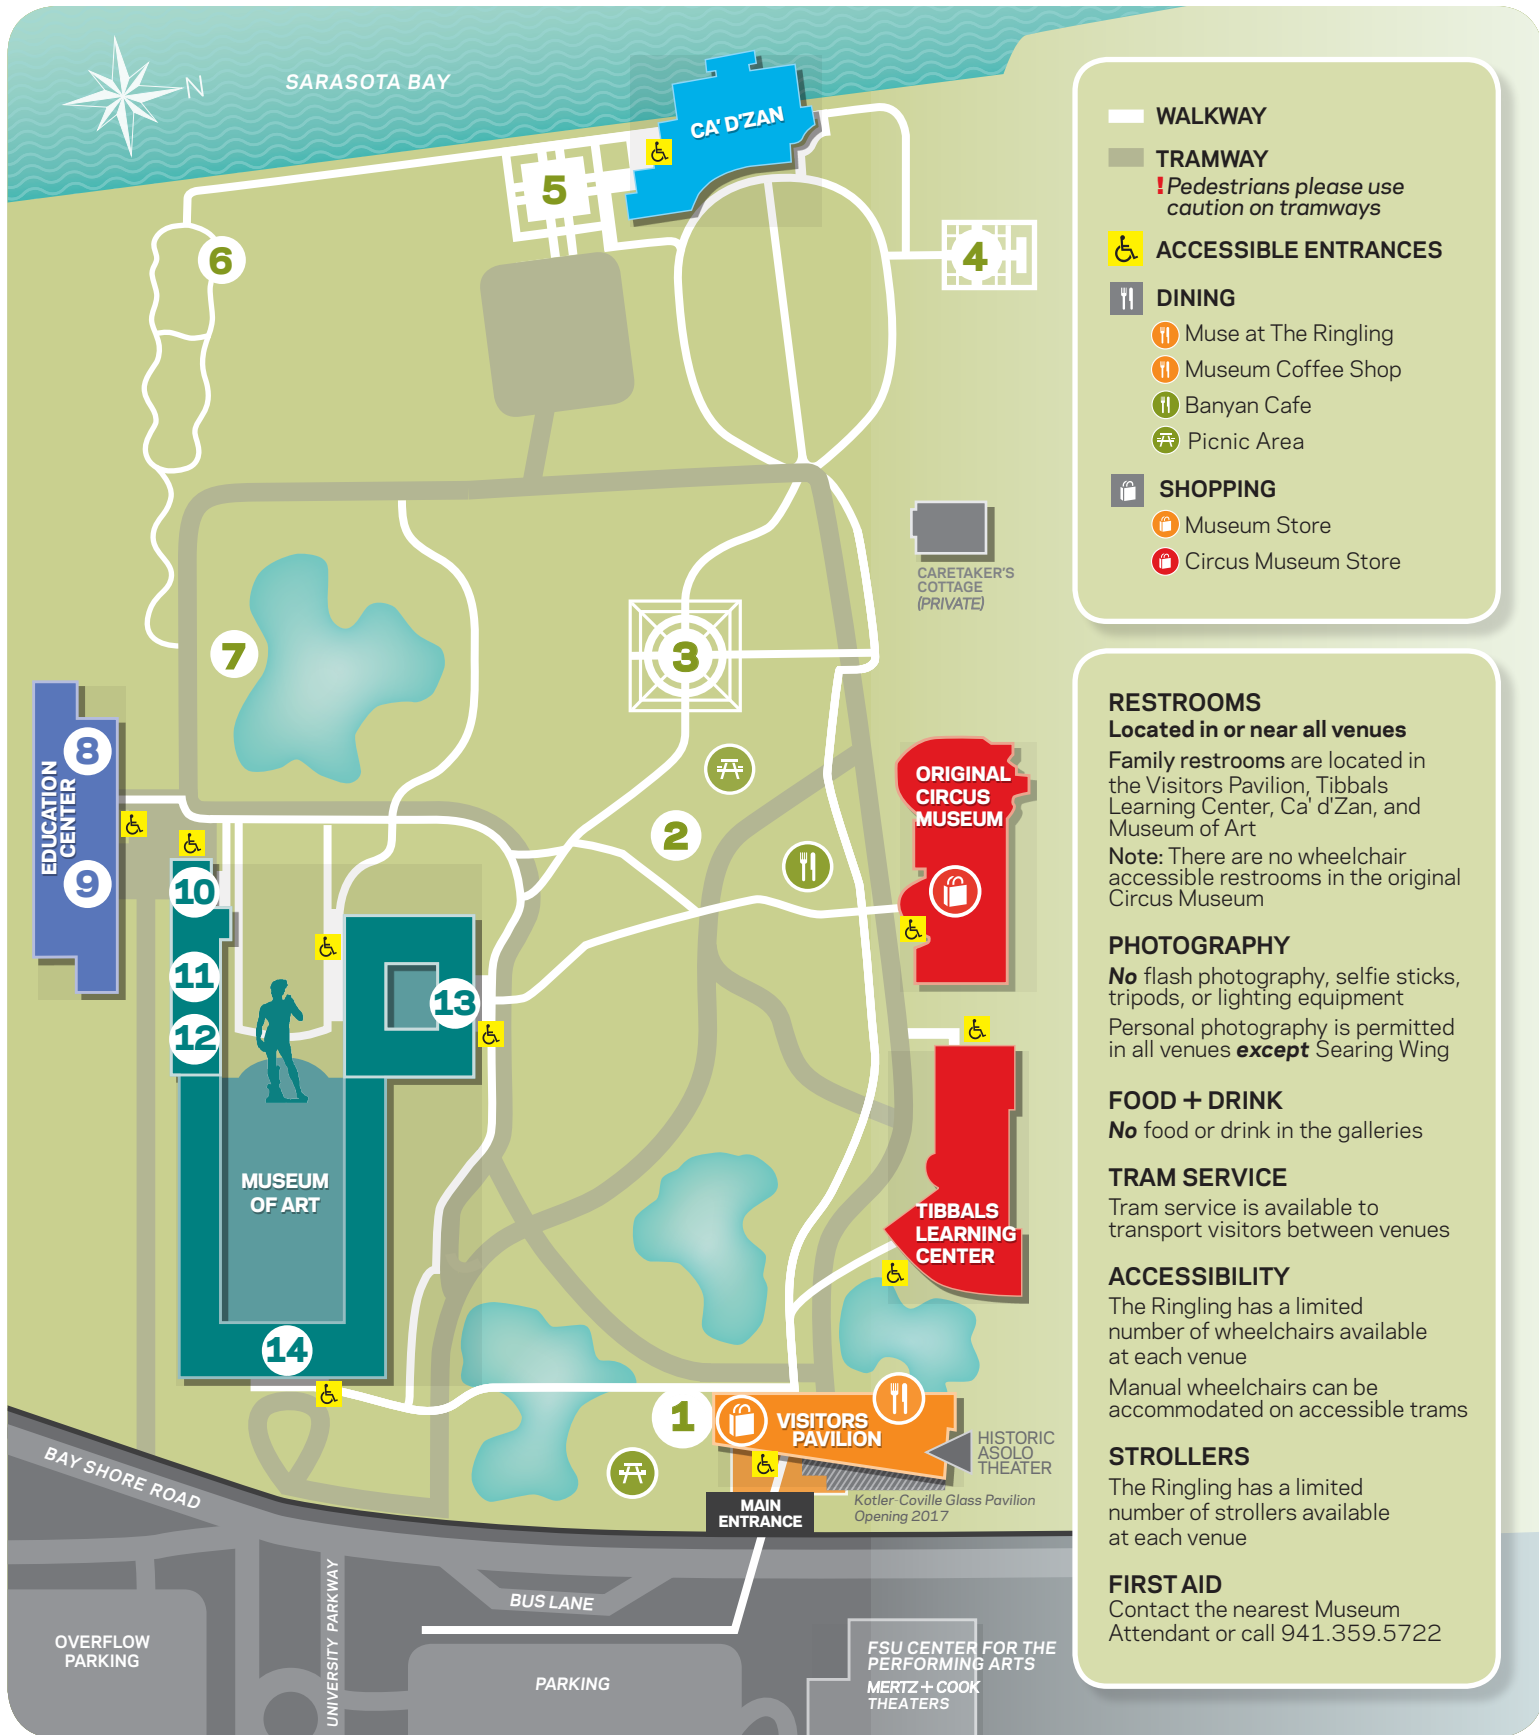 N
SARASOTA BAY
CA' D'ZAN
5
4
6
3
7
CARETAKER'S
COTTAGE
(PRIVATE)
EDUCATION
CENTER
8
9
2
ORIGINAL
CIRCUS
MUSEUM
10
11
12
13
MUSEUM
OF ART
14
TIBBALS
LEARNING
CENTER
1
VISITORS
PAVILION
HISTORIC
ASOLO
THEATER
MAIN
ENTRANCE
Kotler-Coville Glass Pavilion
Opening 2017
BAY SHORE ROAD
UNIVERSITY PARKWAY
BUS LANE
OVERFLOW
PARKING
PARKING
FSU CENTER FOR THE
PERFORMING ARTS
MERTZ + COOK
THEATERS
WALKWAY
TRAMWAY
! Pedestrians please use
caution on tramways
ACCESSIBLE ENTRANCES
DINING
Muse at The Ringling
Museum Coffee Shop
Banyan Cafe
Picnic Area
SHOPPING
Museum Store
Circus Museum Store
RESTROOMS
Located in or near all venues
Family restrooms are located in
the Visitors Pavilion, Tibbals
Learning Center, Ca' d'Zan, and
Museum of Art
Note: There are no wheelchair
accessible restrooms in the original
Circus Museum
PHOTOGRAPHY
No flash photography, selfie sticks,
tripods, or lighting equipment
Personal photography is permitted
in all venues except Searing Wing
FOOD + DRINK
No food or drink in the galleries
TRAM SERVICE
Tram service is available to
transport visitors between venues
ACCESSIBILITY
The Ringling has a limited
number of wheelchairs available
at each venue
Manual wheelchairs can be
accommodated on accessible trams
STROLLERS
The Ringling has a limited
number of strollers available
at each venue
FIRST AID
Contact the nearest Museum
Attendant or call 941.359.5722